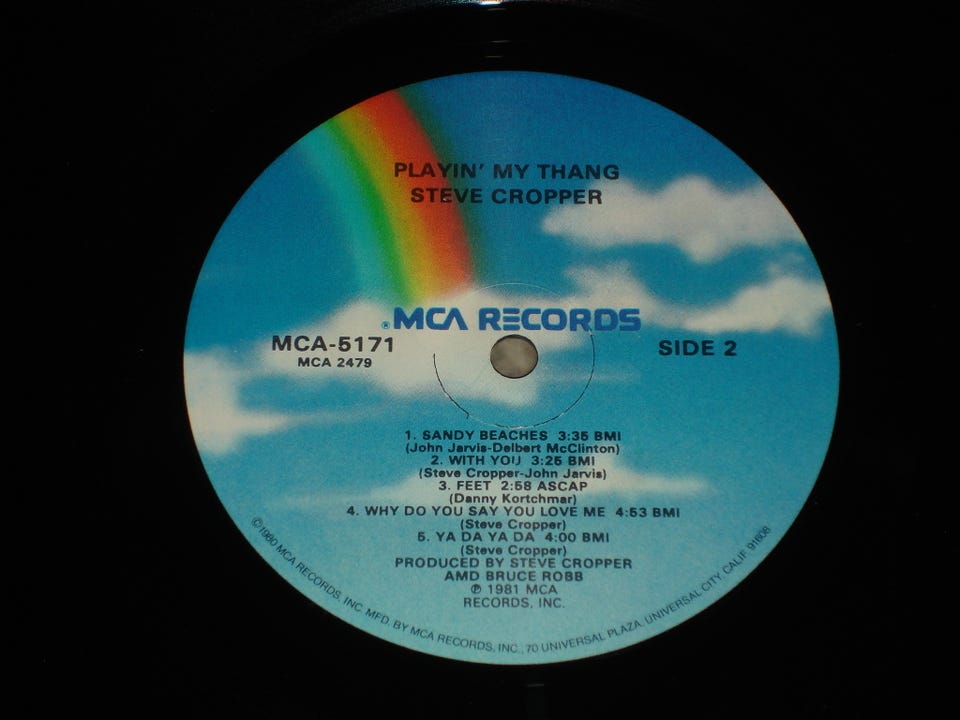 PLAYIN' MY THANG
STEVE CROPPER
®MCA RECORDS
MCA-5171
MCA 2479
SIDE 2
1. SANDY BEACHES 3:35 BMI
(John Jarvis-Delbert McClinton)
2. WITH YOU 3:25 BMI
(Steve Cropper-John Jarvis)
3. FEET 2:58 ASCAP
(Danny Kortchmar)
4. WHY DO YOU SAY YOU LOVE ME 4:53 BMI
(Steve Cropper)
5. YA DA YA DA 4:00 BMI
(Steve Cropper)
PRODUCED BY STEVE CROPPER
AMD BRUCE ROBB
℗ 1981 MCA
RECORDS, INC.
©1980 MCA RECORDS, INC. MFD. BY MCA RECORDS, INC., 70 UNIVERSAL PLAZA, UNIVERSAL CITY, CALIF. 91608